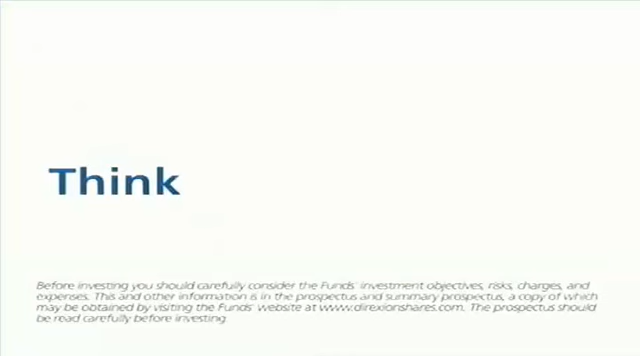 Think
Before investing you should carefully consider the Funds' investment objectives, risks, charges, and
expenses. This and other information is in the prospectus and summary prospectus, a copy of which
may be obtained by visiting the Funds' website at www.direxionshares.com. The prospectus should
be read carefully before investing.